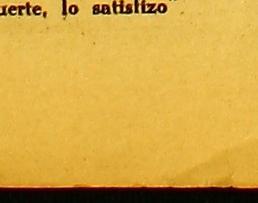 uerte, lo satisfizo"